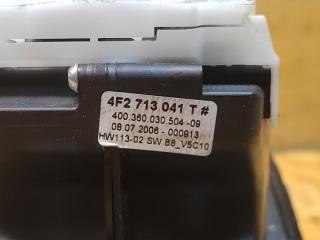 4F2 713 041 T #
400.360.030.504 -09
08.07.2006 - 000913
HW113-02 SW B8_V5C10